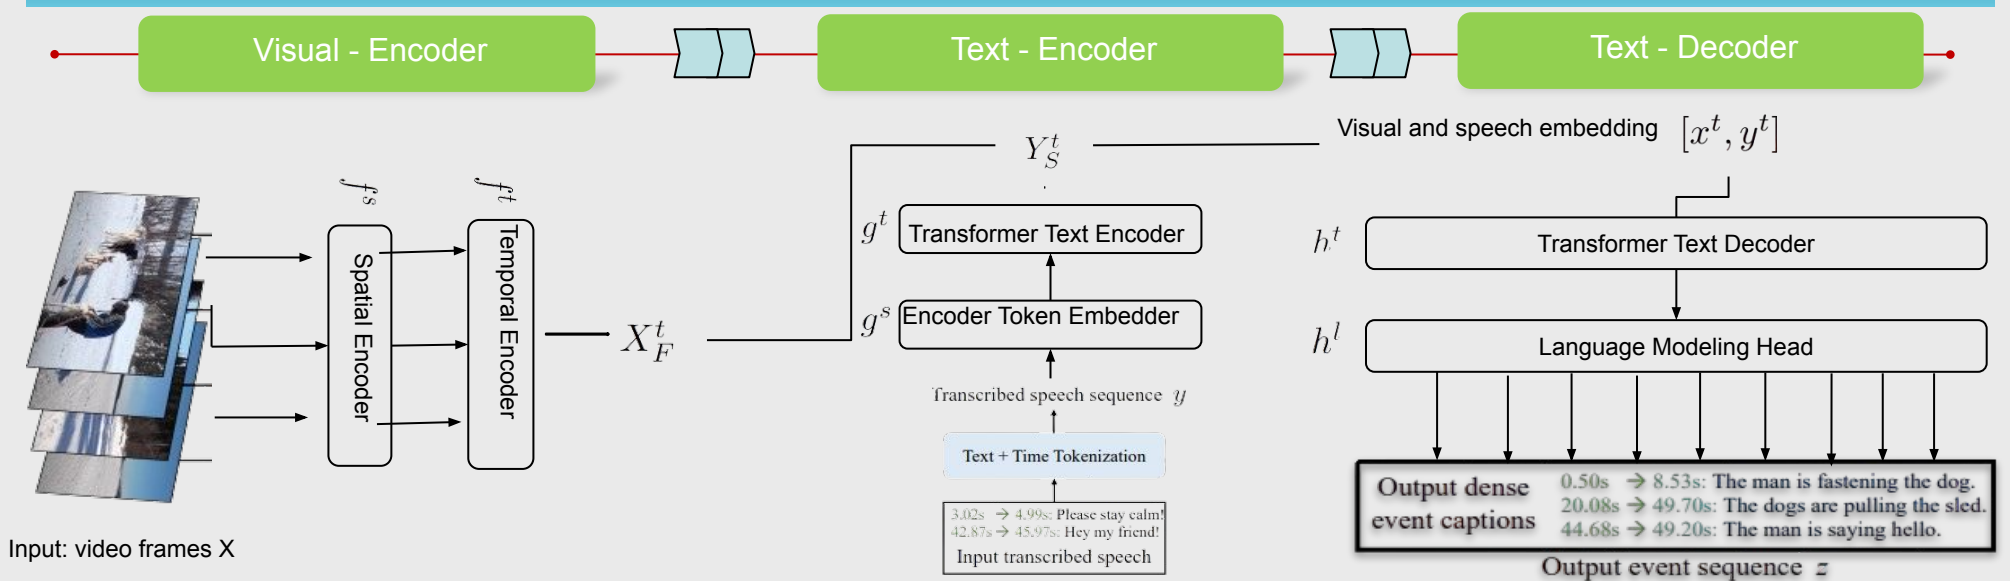 Visual - Encoder
Text - Encoder
Text - Decoder
f^s
f^t
Spatial Encoder
Temporal Encoder
X_F^t
Input: video frames X
Y_S^t
g^t
Transformer Text Encoder
g^s
Encoder Token Embedder
Transcribed speech sequence y
Text + Time Tokenization
3.02s → 4.99s: Please stay calm!
42.87s → 45.97s: Hey my friend!
Input transcribed speech
Visual and speech embedding [x^t, y^t]
h^t
Transformer Text Decoder
h^l
Language Modeling Head
Output dense
event captions
0.50s → 8.53s: The man is fastening the dog.
20.08s → 49.70s: The dogs are pulling the sled.
44.68s → 49.20s: The man is saying hello.
Output event sequence z